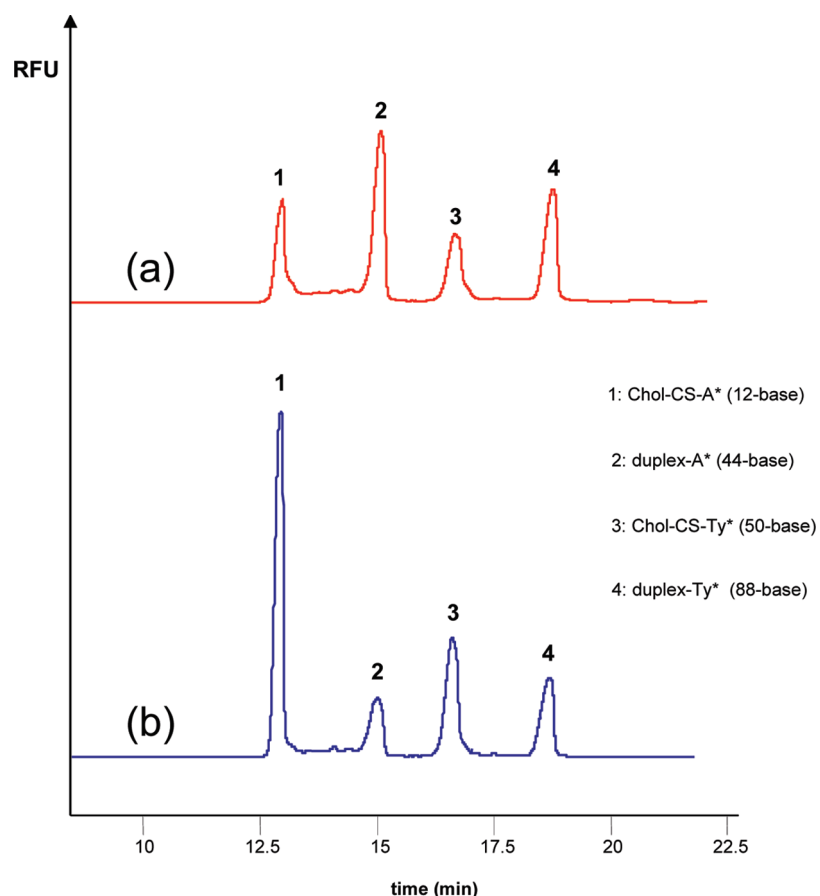 RFU
2
1
4
3
(a)
1
1: Chol-CS-A* (12-base)
2: duplex-A* (44-base)
3: Chol-CS-Ty* (50-base)
4: duplex-Ty* (88-base)
3
4
2
(b)
10 12.5 15 17.5 20 22.5
time (min)